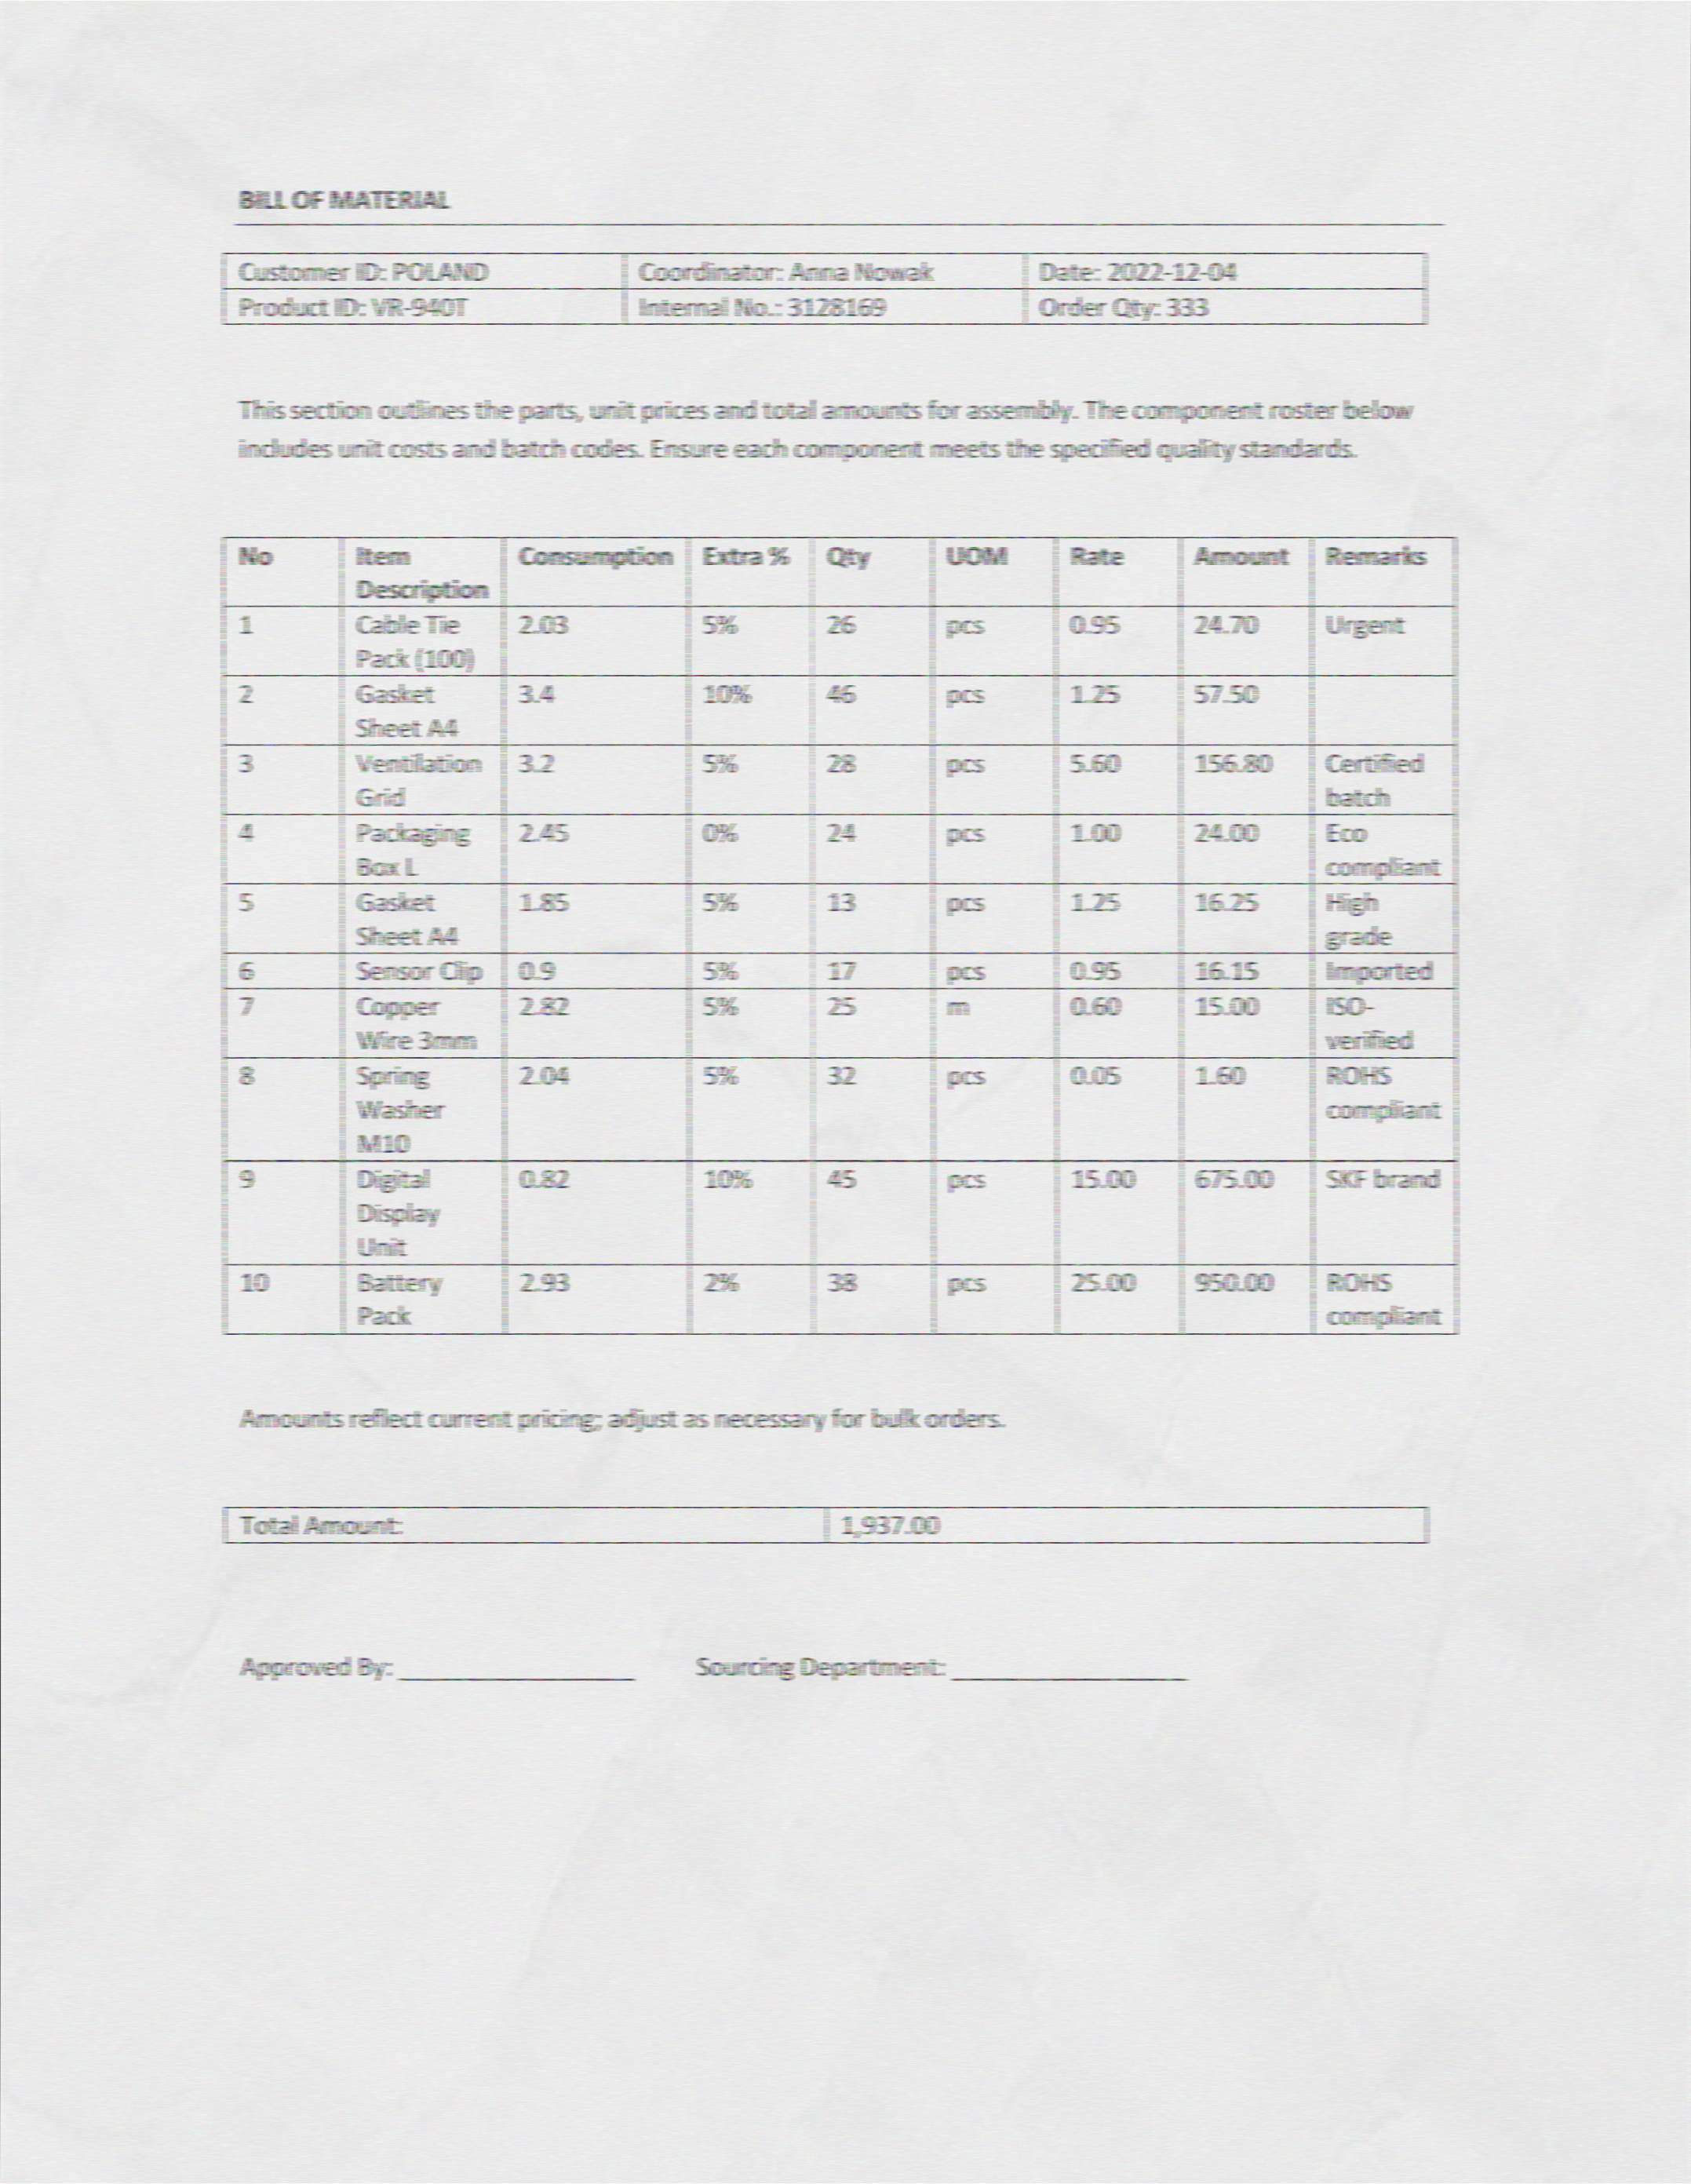 BILL OF MATERIAL
Customer ID: POLAND Coordinator: Anna Nowak Date: 2022-12-04
Product ID: VR-940T Internal No.: 3128169 Order Qty: 333
This section outlines the parts, unit prices and total amounts for assembly. The component roster below
includes unit costs and batch codes. Ensure each component meets the specified quality standards.
No Item Consumption Extra % Qty UOM Rate Amount Remarks
Description
1 Cable Tie 2.03 5% 26 pcs 0.95 24.70 Urgent
Pack (100)
2 Gasket 3.4 10% 46 pcs 1.25 57.50
Sheet A4
3 Ventilation 3.2 5% 28 pcs 5.60 156.80 Certified
Grid batch
4 Packaging 2.45 0% 24 pcs 1.00 24.00 Eco
Box L compliant
5 Gasket 1.85 5% 13 pcs 1.25 16.25 High
Sheet A4 grade
6 Sensor Clip 0.9 5% 17 pcs 0.95 16.15 Imported
7 Copper 2.82 5% 25 m 0.60 15.00 ISO-
Wire 3mm verified
8 Spring 2.04 5% 32 pcs 0.05 1.60 ROHS
Washer compliant
M10
9 Digital 0.82 10% 45 pcs 15.00 675.00 SKF brand
Display
Unit
10 Battery 2.93 2% 38 pcs 25.00 950.00 ROHS
Pack compliant
Amounts reflect current pricing; adjust as necessary for bulk orders.
Total Amount: 1,937.00
Approved By: ____________________ Sourcing Department: ____________________